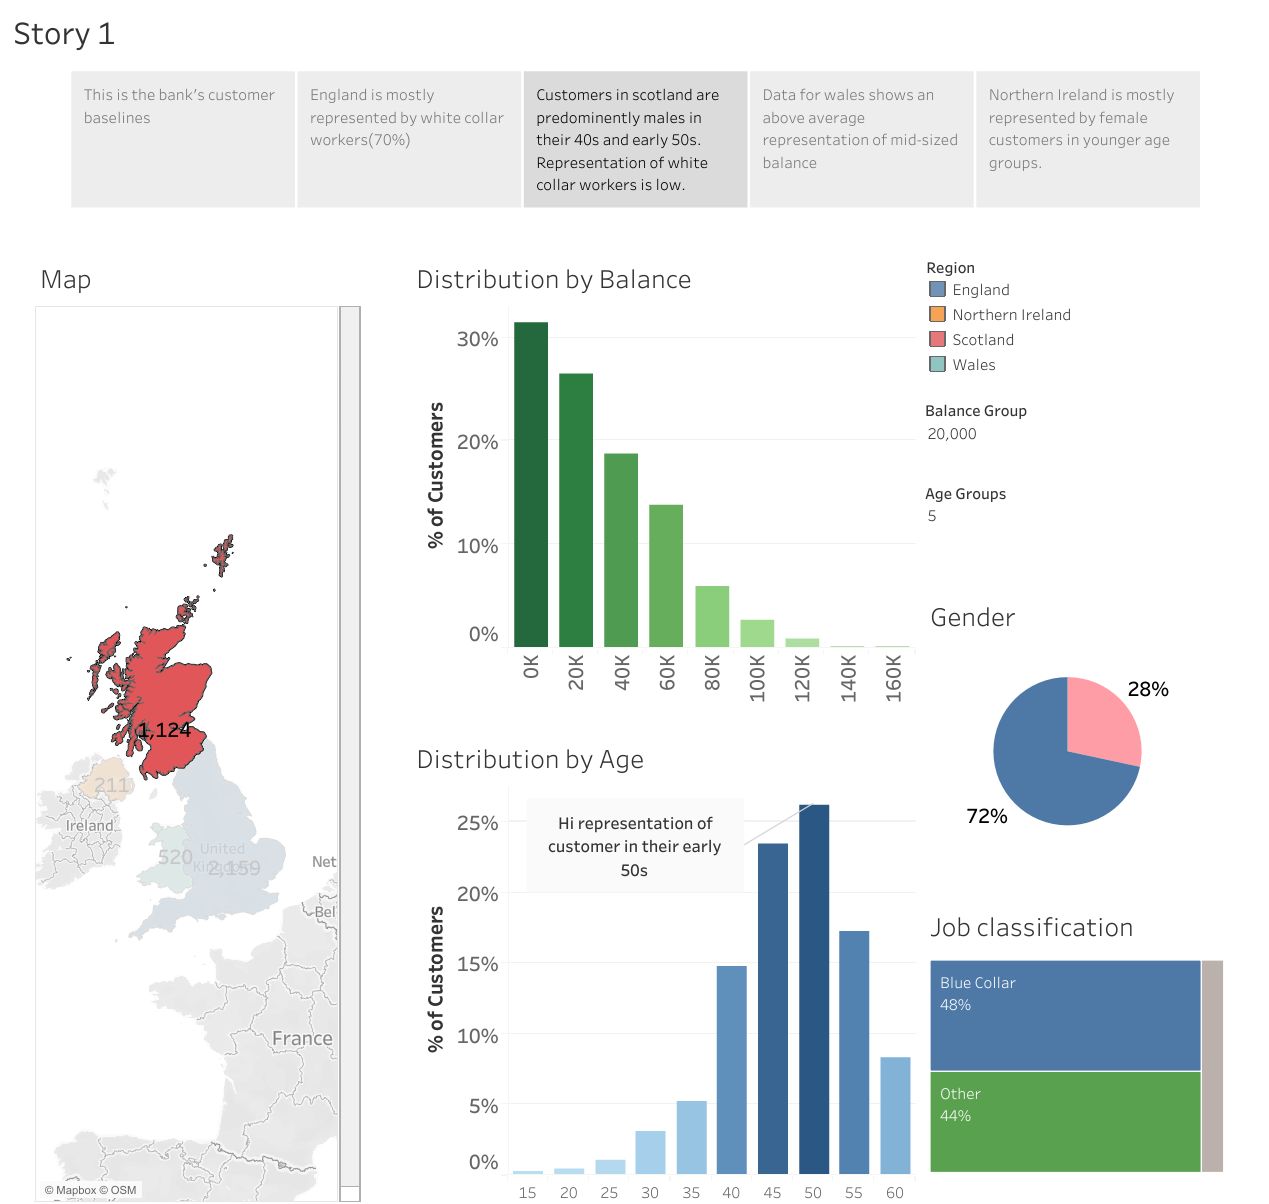 Story 1
This is the bank's customer
baselines
England is mostly
represented by white collar
workers(70%)
Customers in scotland are
predominently males in
their 40s and early 50s.
Representation of white
collar workers is low.
Data for wales shows an
above average
representation of mid-sized
balance
Northern Ireland is mostly
represented by female
customers in younger age
groups.
Map
1,124
211
Ireland
520
United
Kingdom
2,159
Net
Bel
France
© Mapbox © OSM
Distribution by Balance
% of Customers
30%
20%
10%
0%
0K
20K
40K
60K
80K
100K
120K
140K
160K
Distribution by Age
% of Customers
25%
20%
15%
10%
5%
0%
Hi representation of
customer in their early
50s
15
20
25
30
35
40
45
50
55
60
Region
England
Northern Ireland
Scotland
Wales
Balance Group
20,000
Age Groups
5
Gender
28%
72%
Job classification
Blue Collar
48%
Other
44%